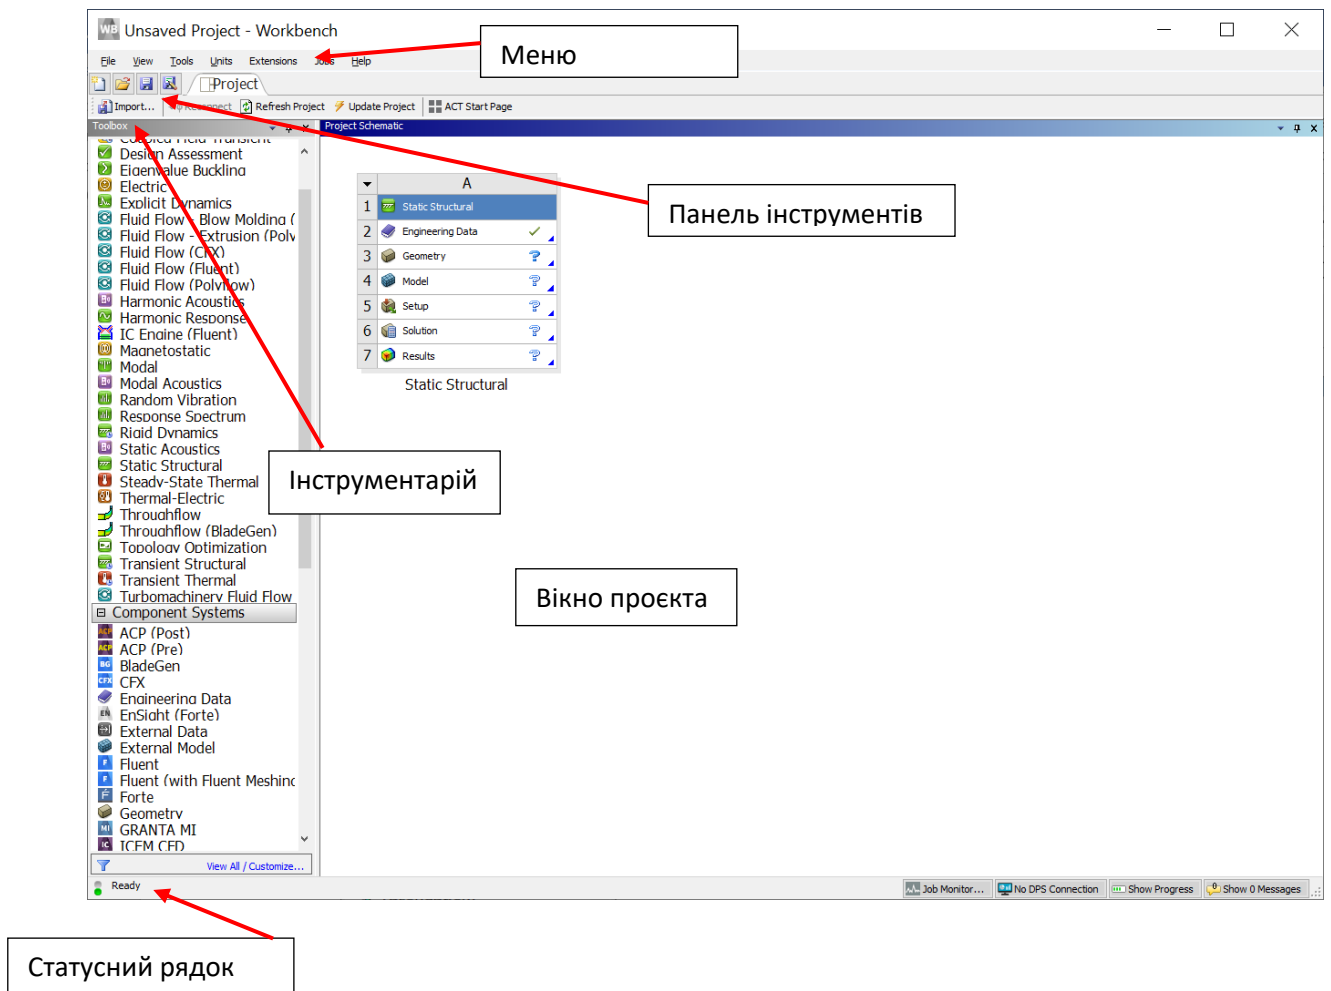 Unsaved Project - Workbench
Меню
File View Tools Units Extensions Jobs Help
Project
Import... Reconnect Refresh Project Update Project ACT Start Page
Toolbox
Project Schematic
Coupled Field Transient
Design Assessment
Eigenvalue Buckling
Electric
Explicit Dynamics
Fluid Flow - Blow Molding (
Fluid Flow - Extrusion (Poly
Fluid Flow (CFX)
Fluid Flow (Fluent)
Fluid Flow (Polyflow)
Harmonic Acoustics
Harmonic Response
IC Engine (Fluent)
Magnetostatic
Modal
Modal Acoustics
Random Vibration
Response Spectrum
Rigid Dynamics
Static Acoustics
Static Structural
Steady-State Thermal
Thermal-Electric
Throughflow
Throughflow (BladeGen)
Topology Optimization
Transient Structural
Transient Thermal
Turbomachinery Fluid Flow
Component Systems
ACP (Post)
ACP (Pre)
BladeGen
CFX
Engineering Data
EnSight (Forte)
External Data
External Model
Fluent
Fluent (with Fluent Meshing
Forte
Geometry
GRANTA MI
ICEM CFD
View All / Customize...
A
1 Static Structural
2 Engineering Data
3 Geometry
4 Model
5 Setup
6 Solution
7 Results
Static Structural
Панель інструментів
Інструментарій
Вікно проєкта
Ready
Job Monitor... No DPS Connection Show Progress Show 0 Messages
Статусний рядок